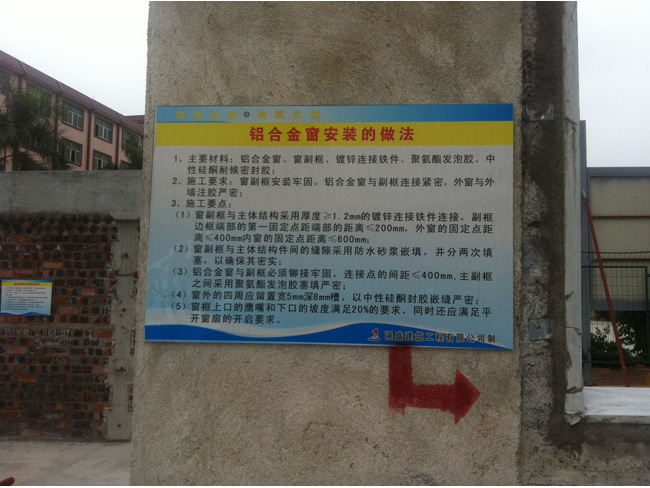 铝合金窗安装的做法
1、主要材料：铝合金窗、窗副框、镀锌连接铁件、聚氨酯发泡胶、中
性硅酮耐候密封胶；
2、施工要求：窗副框安装牢固，铝合金窗与副框连接紧密，外窗与外
墙注胶严密；
3、施工要点：
（1）窗副框与主体结构采用厚度≥1.2mm的镀锌连接铁件连接，副框
边框端部的第一固定点距端部的距离≤200mm，外窗的固定点距
离≤400mm内窗的固定点距离≤600mm；
（2）窗副框与主体结构件间的缝隙采用防水砂浆嵌填，并分两次填
塞、以确保其密实；
（3）铝合金窗与副框必须铆接牢固，连接点的间距≤400mm.主副框
之间采用聚氨酯发泡胶塞填严密；
（4）窗外的四周应留置宽5mm深8mm槽，以中性硅酮封胶嵌缝严密；
（5）窗框上口的鹰嘴和下口的坡度满足20%的要求，同时还应满足平
开窗扇的开启要求。
强盛建筑工程有限公司制